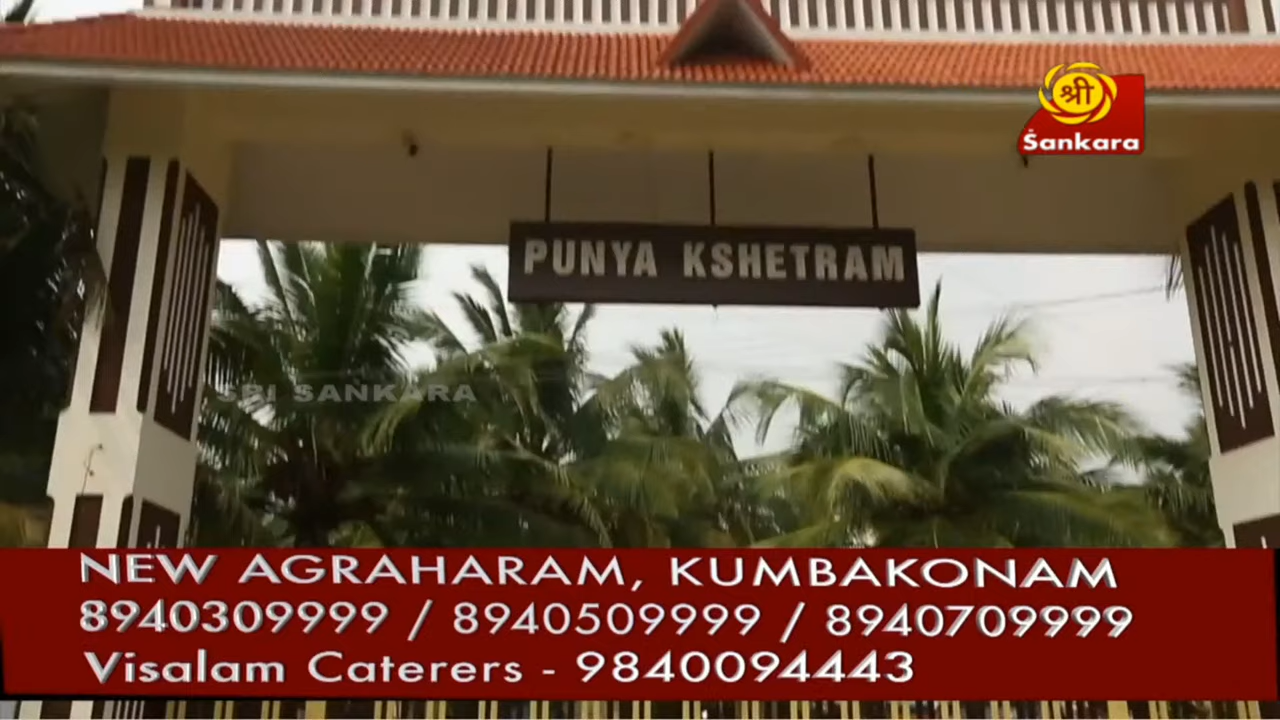 श्री
Śankara
PUNYA KSHETRAM
SRI SANKARA
NEW AGRAHARAM, KUMBAKONAM
8940309999 / 8940509999 / 8940709999
Visalam Caterers - 9840094443